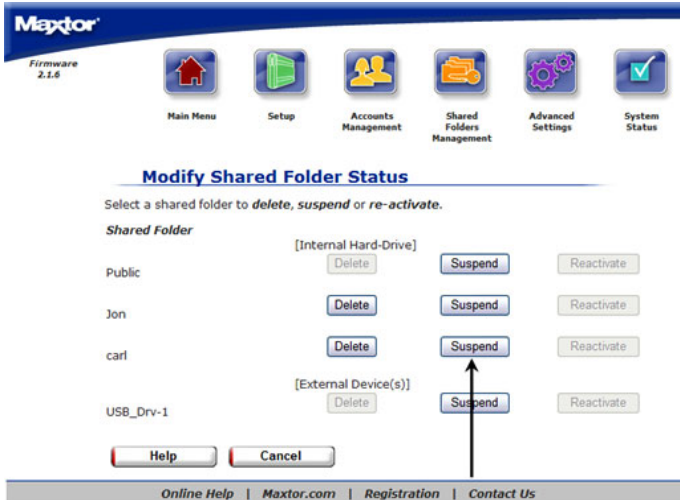 Maxtor
Firmware
2.1.6
Main Menu
Setup
Accounts
Management
Shared
Folders
Management
Advanced
Settings
System
Status
Modify Shared Folder Status
Select a shared folder to delete, suspend or re-activate.
Shared Folder
[Internal Hard-Drive]
Public Delete Suspend Reactivate
Jon Delete Suspend Reactivate
carl Delete Suspend Reactivate
[External Device(s)]
USB_Drv-1 Delete Suspend Reactivate
Help Cancel
Online Help | Maxtor.com | Registration | Contact Us